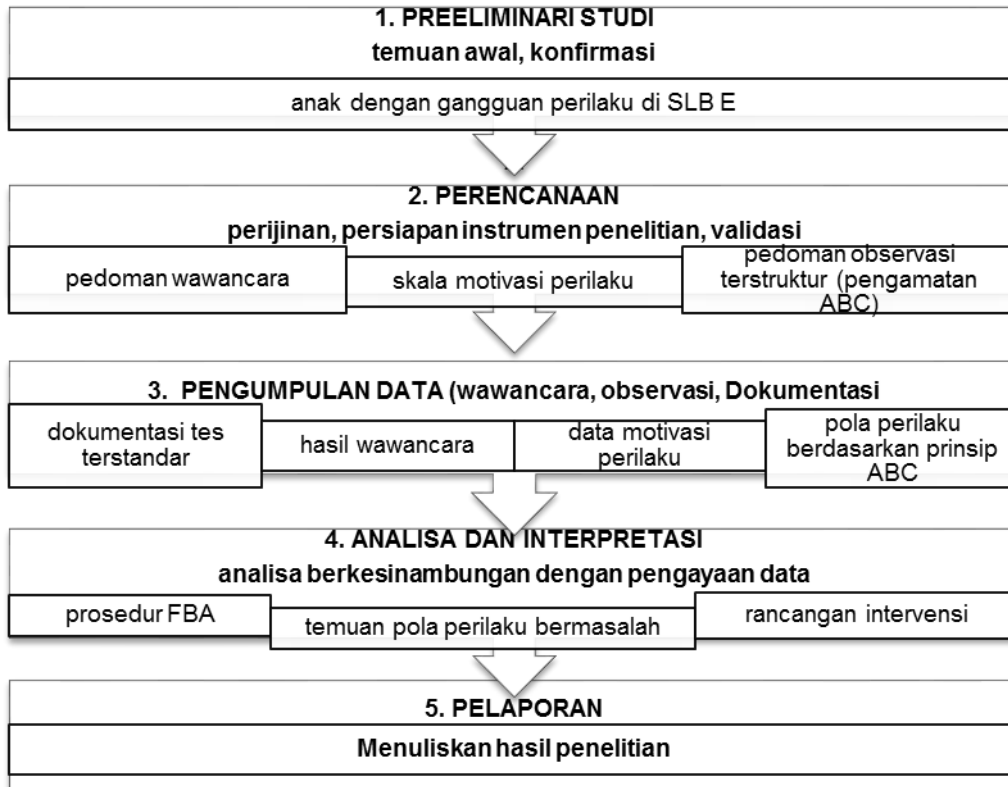 1. PREELIMINARI STUDI
temuan awal, konfirmasi
anak dengan gangguan perilaku di SLB E
2. PERENCANAAN
perijinan, persiapan instrumen penelitian, validasi
pedoman wawancara
skala motivasi perilaku
pedoman observasi
terstruktur (pengamatan
ABC)
3. PENGUMPULAN DATA (wawancara, observasi, Dokumentasi
dokumentasi tes
terstandar
hasil wawancara
data motivasi
perilaku
pola perilaku
berdasarkan prinsip
ABC
4. ANALISA DAN INTERPRETASI
analisa berkesinambungan dengan pengayaan data
prosedur FBA
temuan pola perilaku bermasalah
rancangan intervensi
5. PELAPORAN
Menuliskan hasil penelitian